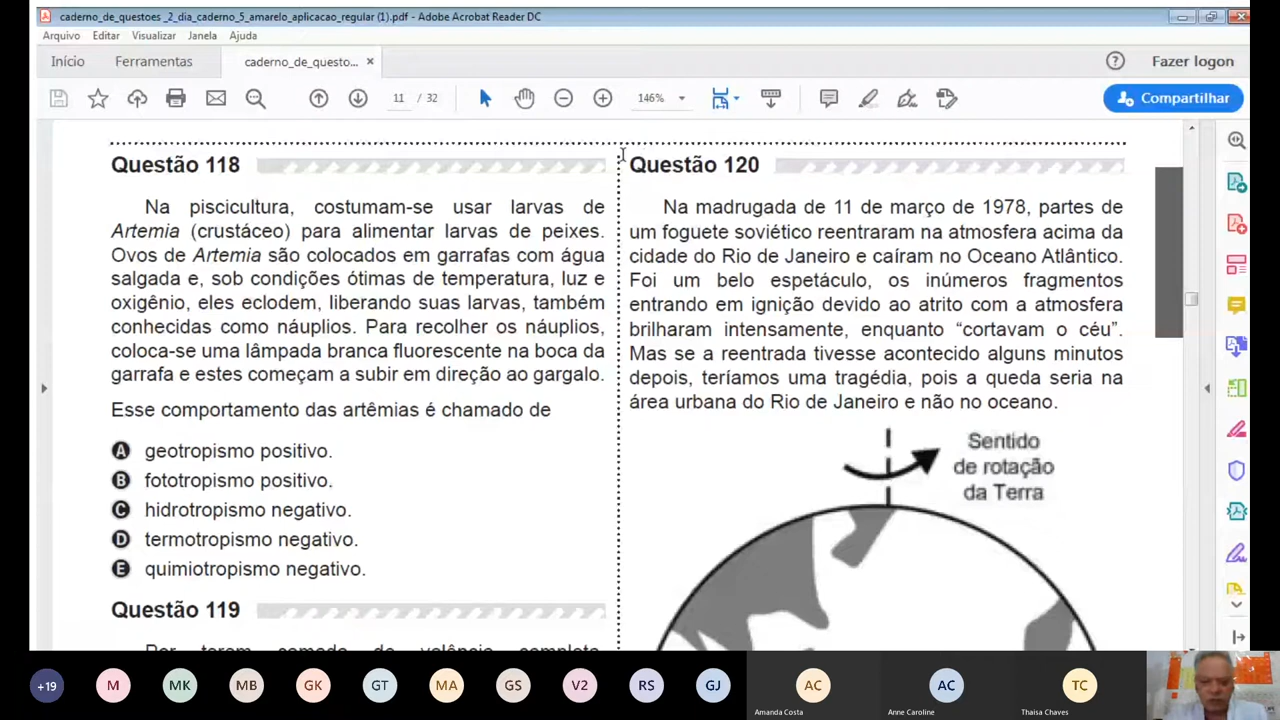 caderno_de_questoes _2_dia_caderno_5_amarelo_aplicacao_regular (1).pdf - Adobe Acrobat Reader DC
Arquivo Editar Visualizar Janela Ajuda
Início Ferramentas caderno_de_questo... × ? Fazer logon
11 / 32 146% Compartilhar
Questão 118
Na piscicultura, costumam-se usar larvas de
Artemia (crustáceo) para alimentar larvas de peixes.
Ovos de Artemia são colocados em garrafas com água
salgada e, sob condições ótimas de temperatura, luz e
oxigênio, eles eclodem, liberando suas larvas, também
conhecidas como náuplios. Para recolher os náuplios,
coloca-se uma lâmpada branca fluorescente na boca da
garrafa e estes começam a subir em direção ao gargalo.
Esse comportamento das artêmias é chamado de
A geotropismo positivo.
B fototropismo positivo.
C hidrotropismo negativo.
D termotropismo negativo.
E quimiotropismo negativo.
Questão 119
Por terem camada de valência completa,
Questão 120
Na madrugada de 11 de março de 1978, partes de
um foguete soviético reentraram na atmosfera acima da
cidade do Rio de Janeiro e caíram no Oceano Atlântico.
Foi um belo espetáculo, os inúmeros fragmentos
entrando em ignição devido ao atrito com a atmosfera
brilharam intensamente, enquanto “cortavam o céu”.
Mas se a reentrada tivesse acontecido alguns minutos
depois, teríamos uma tragédia, pois a queda seria na
área urbana do Rio de Janeiro e não no oceano.
Sentido
de rotação
da Terra
+19 M MK MB GK GT MA GS V2 RS GJ AC AC TC
Amanda Costa Anne Caroline Thaisa Chaves